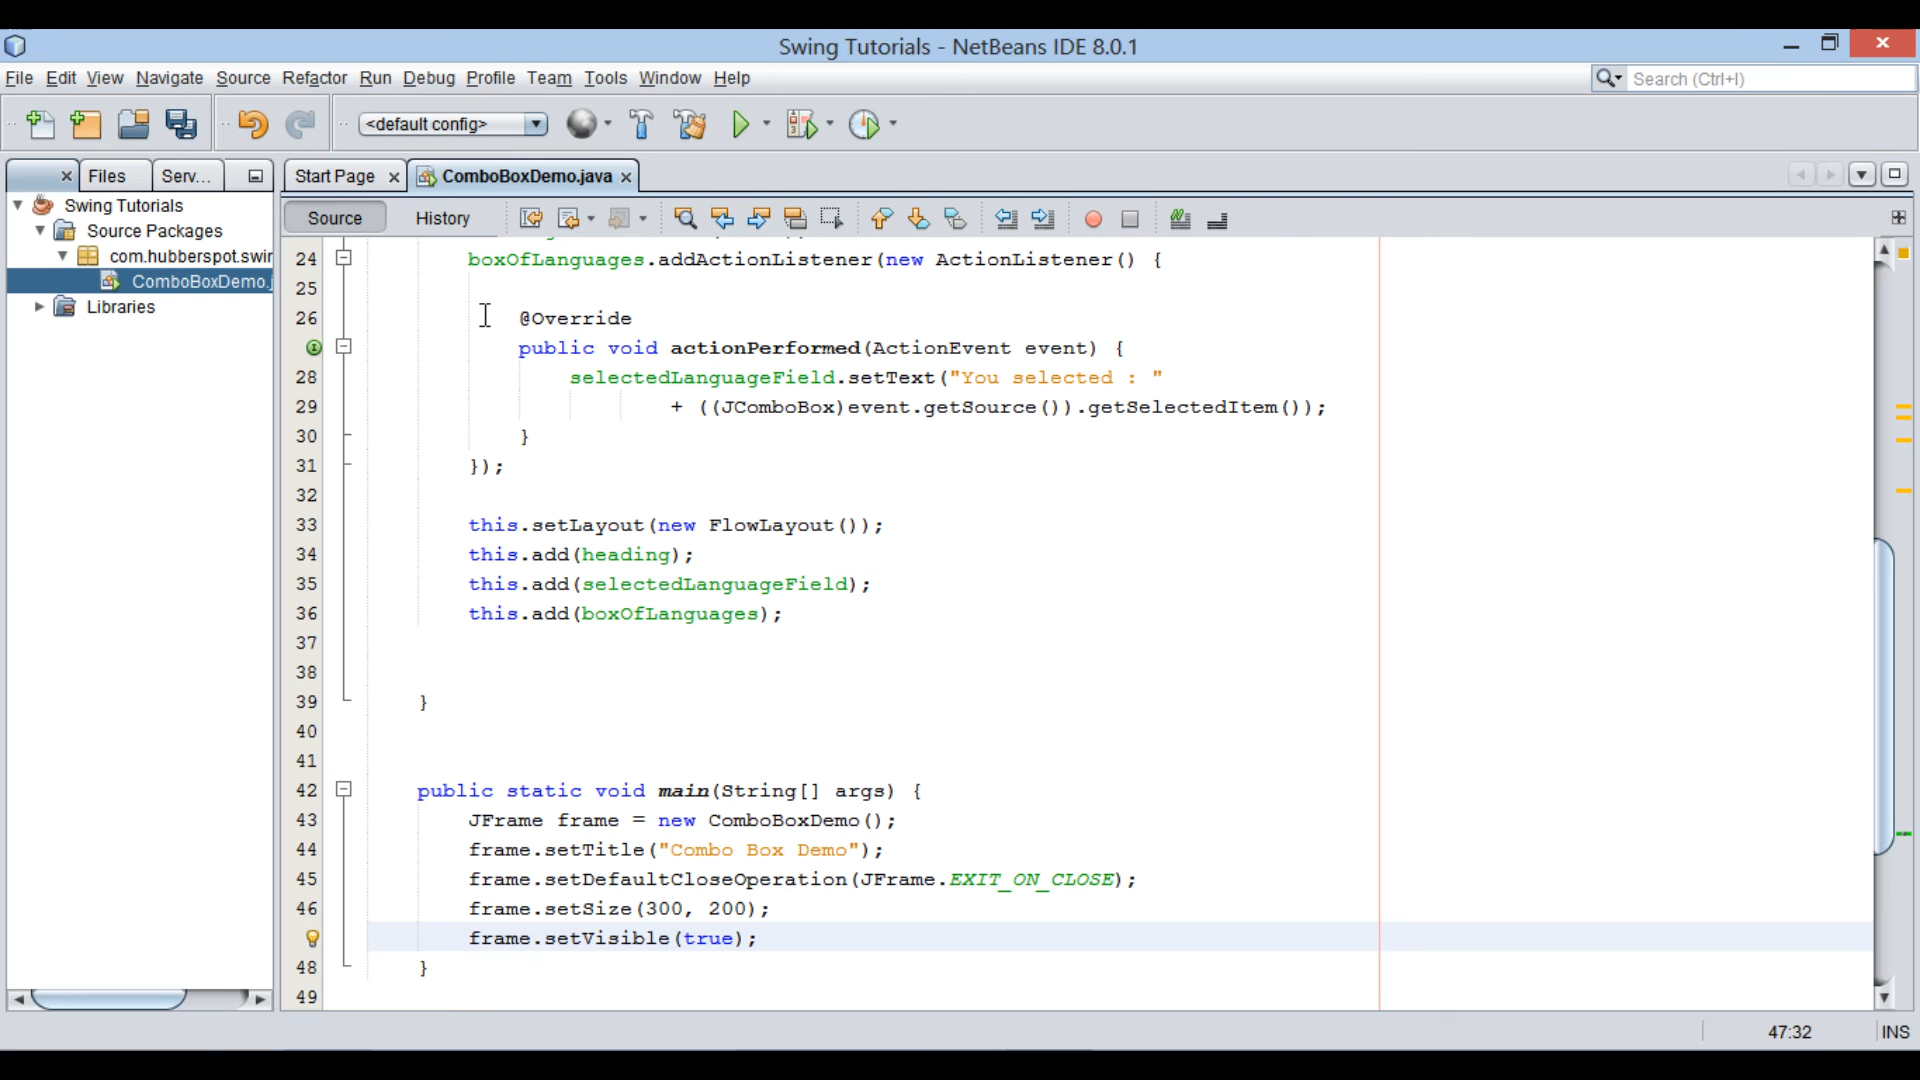 Swing Tutorials - NetBeans IDE 8.0.1
File Edit View Navigate Source Refactor Run Debug Profile Team Tools Window Help
Search (Ctrl+I)
<default config>
Files Serv... Start Page ComboBoxDemo.java
Swing Tutorials
Source Packages
com.hubberspot.swir
ComboBoxDemo.j
Libraries
Source History
24 boxOfLanguages.addActionListener(new ActionListener() {
25
26 @Override
public void actionPerformed(ActionEvent event) {
28 selectedLanguageField.setText("You selected : "
29 + ((JComboBox)event.getSource()).getSelectedItem());
30 }
31 });
32
33 this.setLayout(new FlowLayout());
34 this.add(heading);
35 this.add(selectedLanguageField);
36 this.add(boxOfLanguages);
37
38
39 }
40
41
42 public static void main(String[] args) {
43 JFrame frame = new ComboBoxDemo();
44 frame.setTitle("Combo Box Demo");
45 frame.setDefaultCloseOperation(JFrame.EXIT_ON_CLOSE);
46 frame.setSize(300, 200);
frame.setVisible(true);
48 }
49
47:32 INS